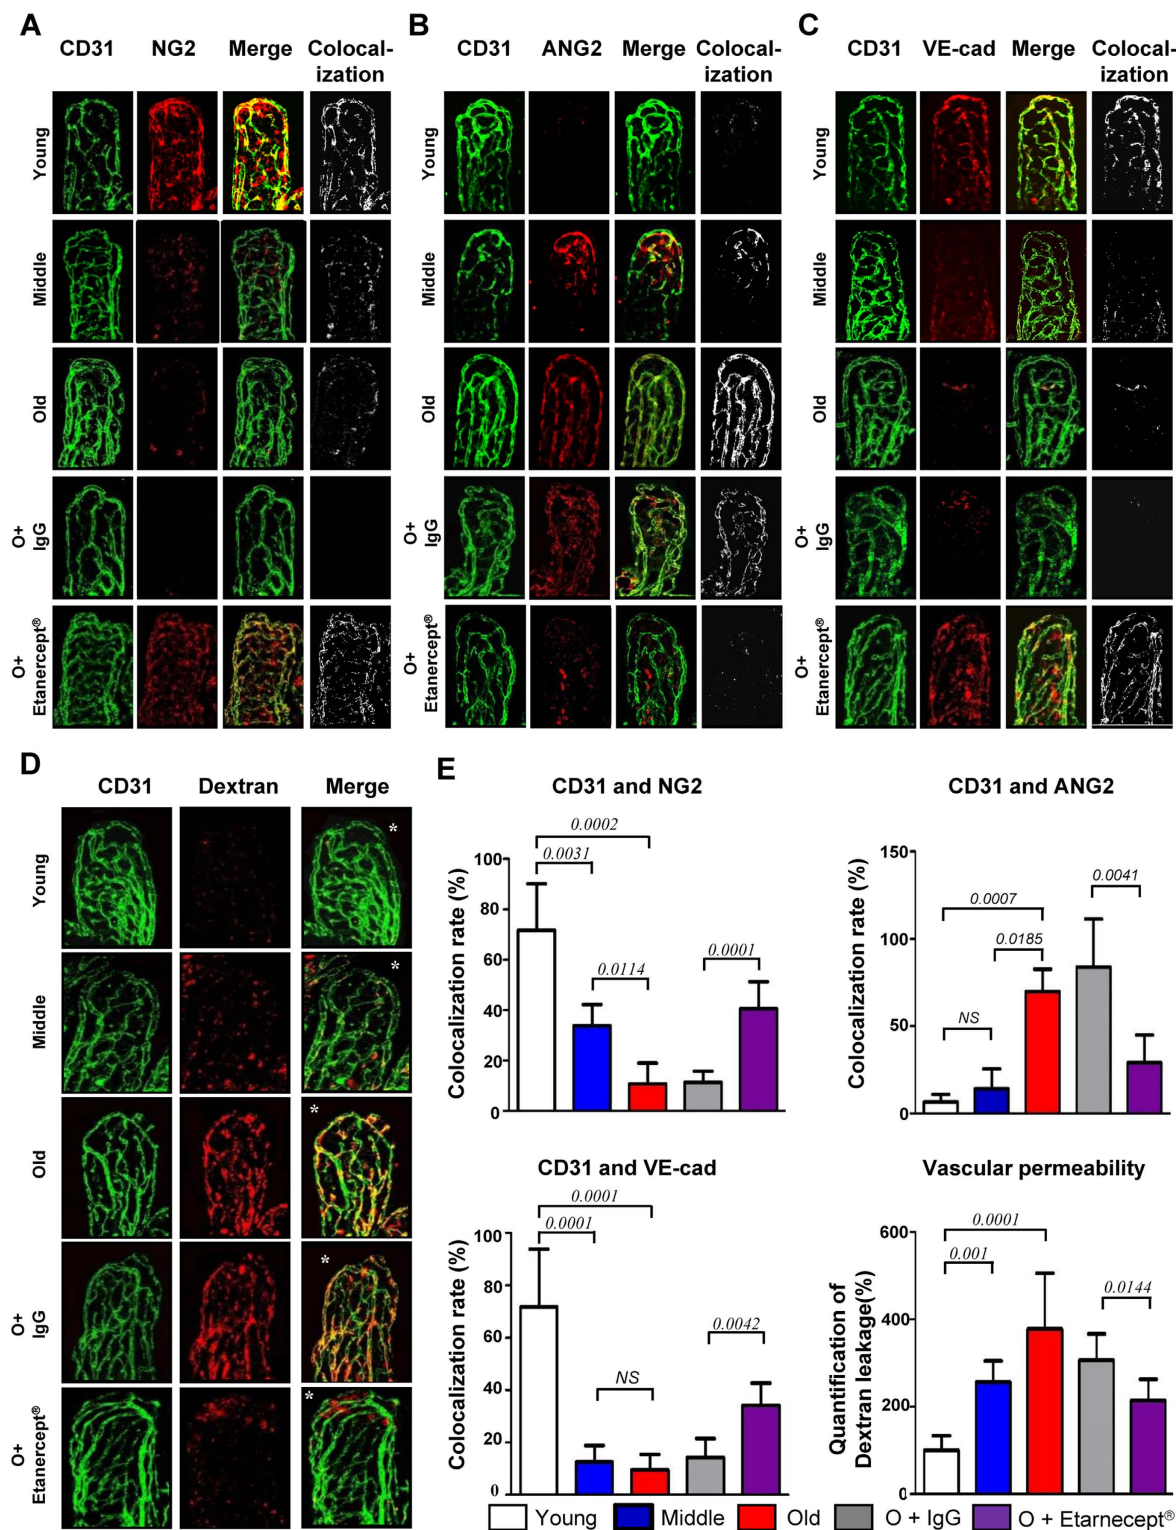 A
CD31 NG2 Merge Colocal-
ization
Young
Middle
Old
O+
IgG
O+
Etanercept®
B
CD31 ANG2 Merge Colocal-
ization
Young
Middle
Old
O+
IgG
O+
Etanercept®
C
CD31 VE-cad Merge Colocal-
ization
Young
Middle
Old
O+
IgG
O+
Etanercept®
D
CD31 Dextran Merge
Young
*
Middle
*
Old
*
O+
IgG
*
O+
Etanercept®
*
E
CD31 and NG2
Colocalization rate (%)
100
80
60
40
20
0
0.0002
0.0031
0.0114
0.0001
CD31 and ANG2
Colocalization rate (%)
150
100
50
0
0.0007
0.0185
NS
0.0041
CD31 and VE-cad
Colocalization rate (%)
100
80
60
40
20
0
0.0001
0.0001
NS
0.0042
Vascular permeability
Quantification of
Dextran leakage(%)
600
400
200
0
0.0001
0.001
0.0144
Young Middle Old O + IgG O + Etarnecept®